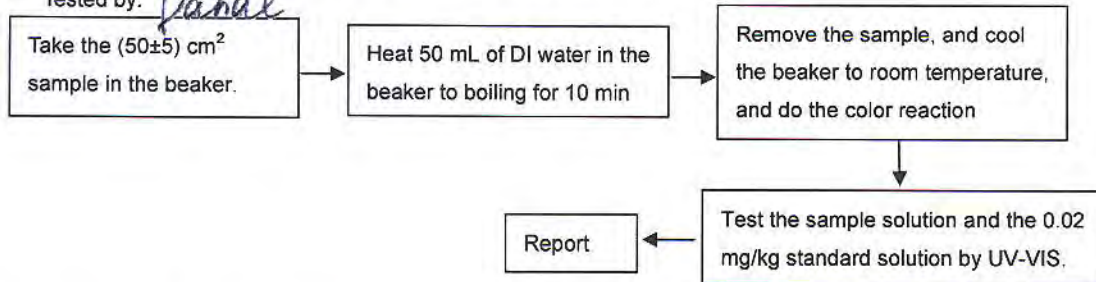 Tested by:
Take the (50±5) cm²
sample in the beaker.
Heat 50 mL of DI water in the
beaker to boiling for 10 min
Remove the sample, and cool
the beaker to room temperature,
and do the color reaction
Test the sample solution and the 0.02
mg/kg standard solution by UV-VIS.
Report